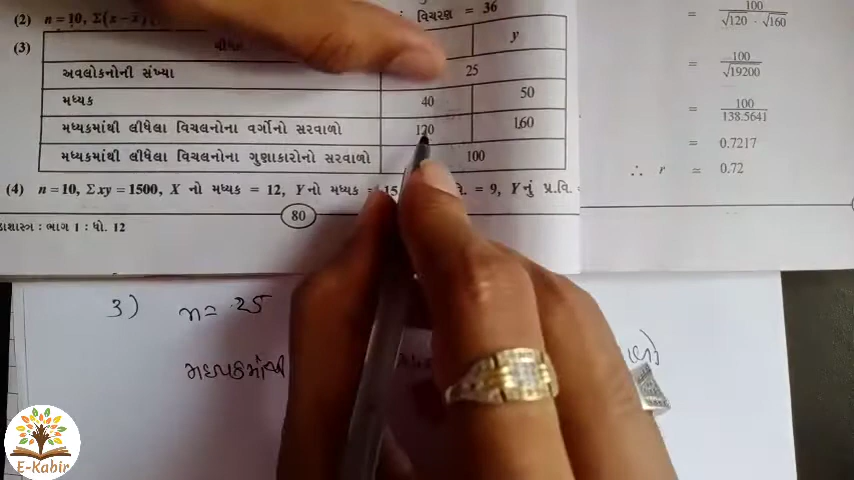 (2) n = 10, Σ(x – x̄) વિચરણ = 36
(3)
y
અવલોકનોની સંખ્યા 25
મધ્યક 40 50
મધ્યકમાંથી લીધેલા વિચલનોના વર્ગોનો સરવાળો 120 160
મધ્યકમાંથી લીધેલા વિચલનોના ગુણાકારોનો સરવાળો 100
(4) n = 10, Σxy = 1500, X નો મધ્યક = 12, Y નો મધ્યક = 15 = 9, Y નું પ્ર.વિ.
80
ડાશાસ્ત્ર : ભાગ 1 : ધો. 12
= 100 / √120 · √160
= 100 / √19200
= 100 / 138.5641
= 0.7217
∴ r ≃ 0.72
3) n = 25
મધ્યકમાંથી
E-Kabir